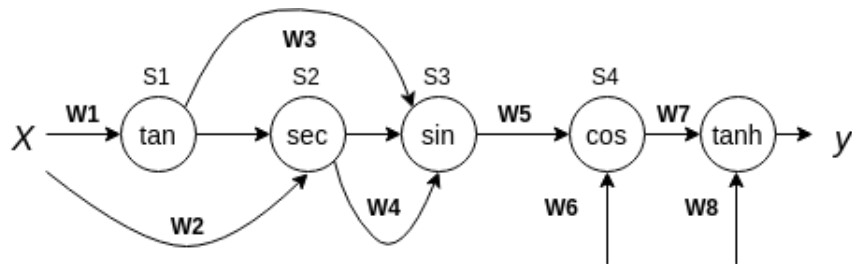 W3
S1 S2 S3 S4
W1 W5 W7
X tan sec sin cos tanh y
W2 W4 W6 W8